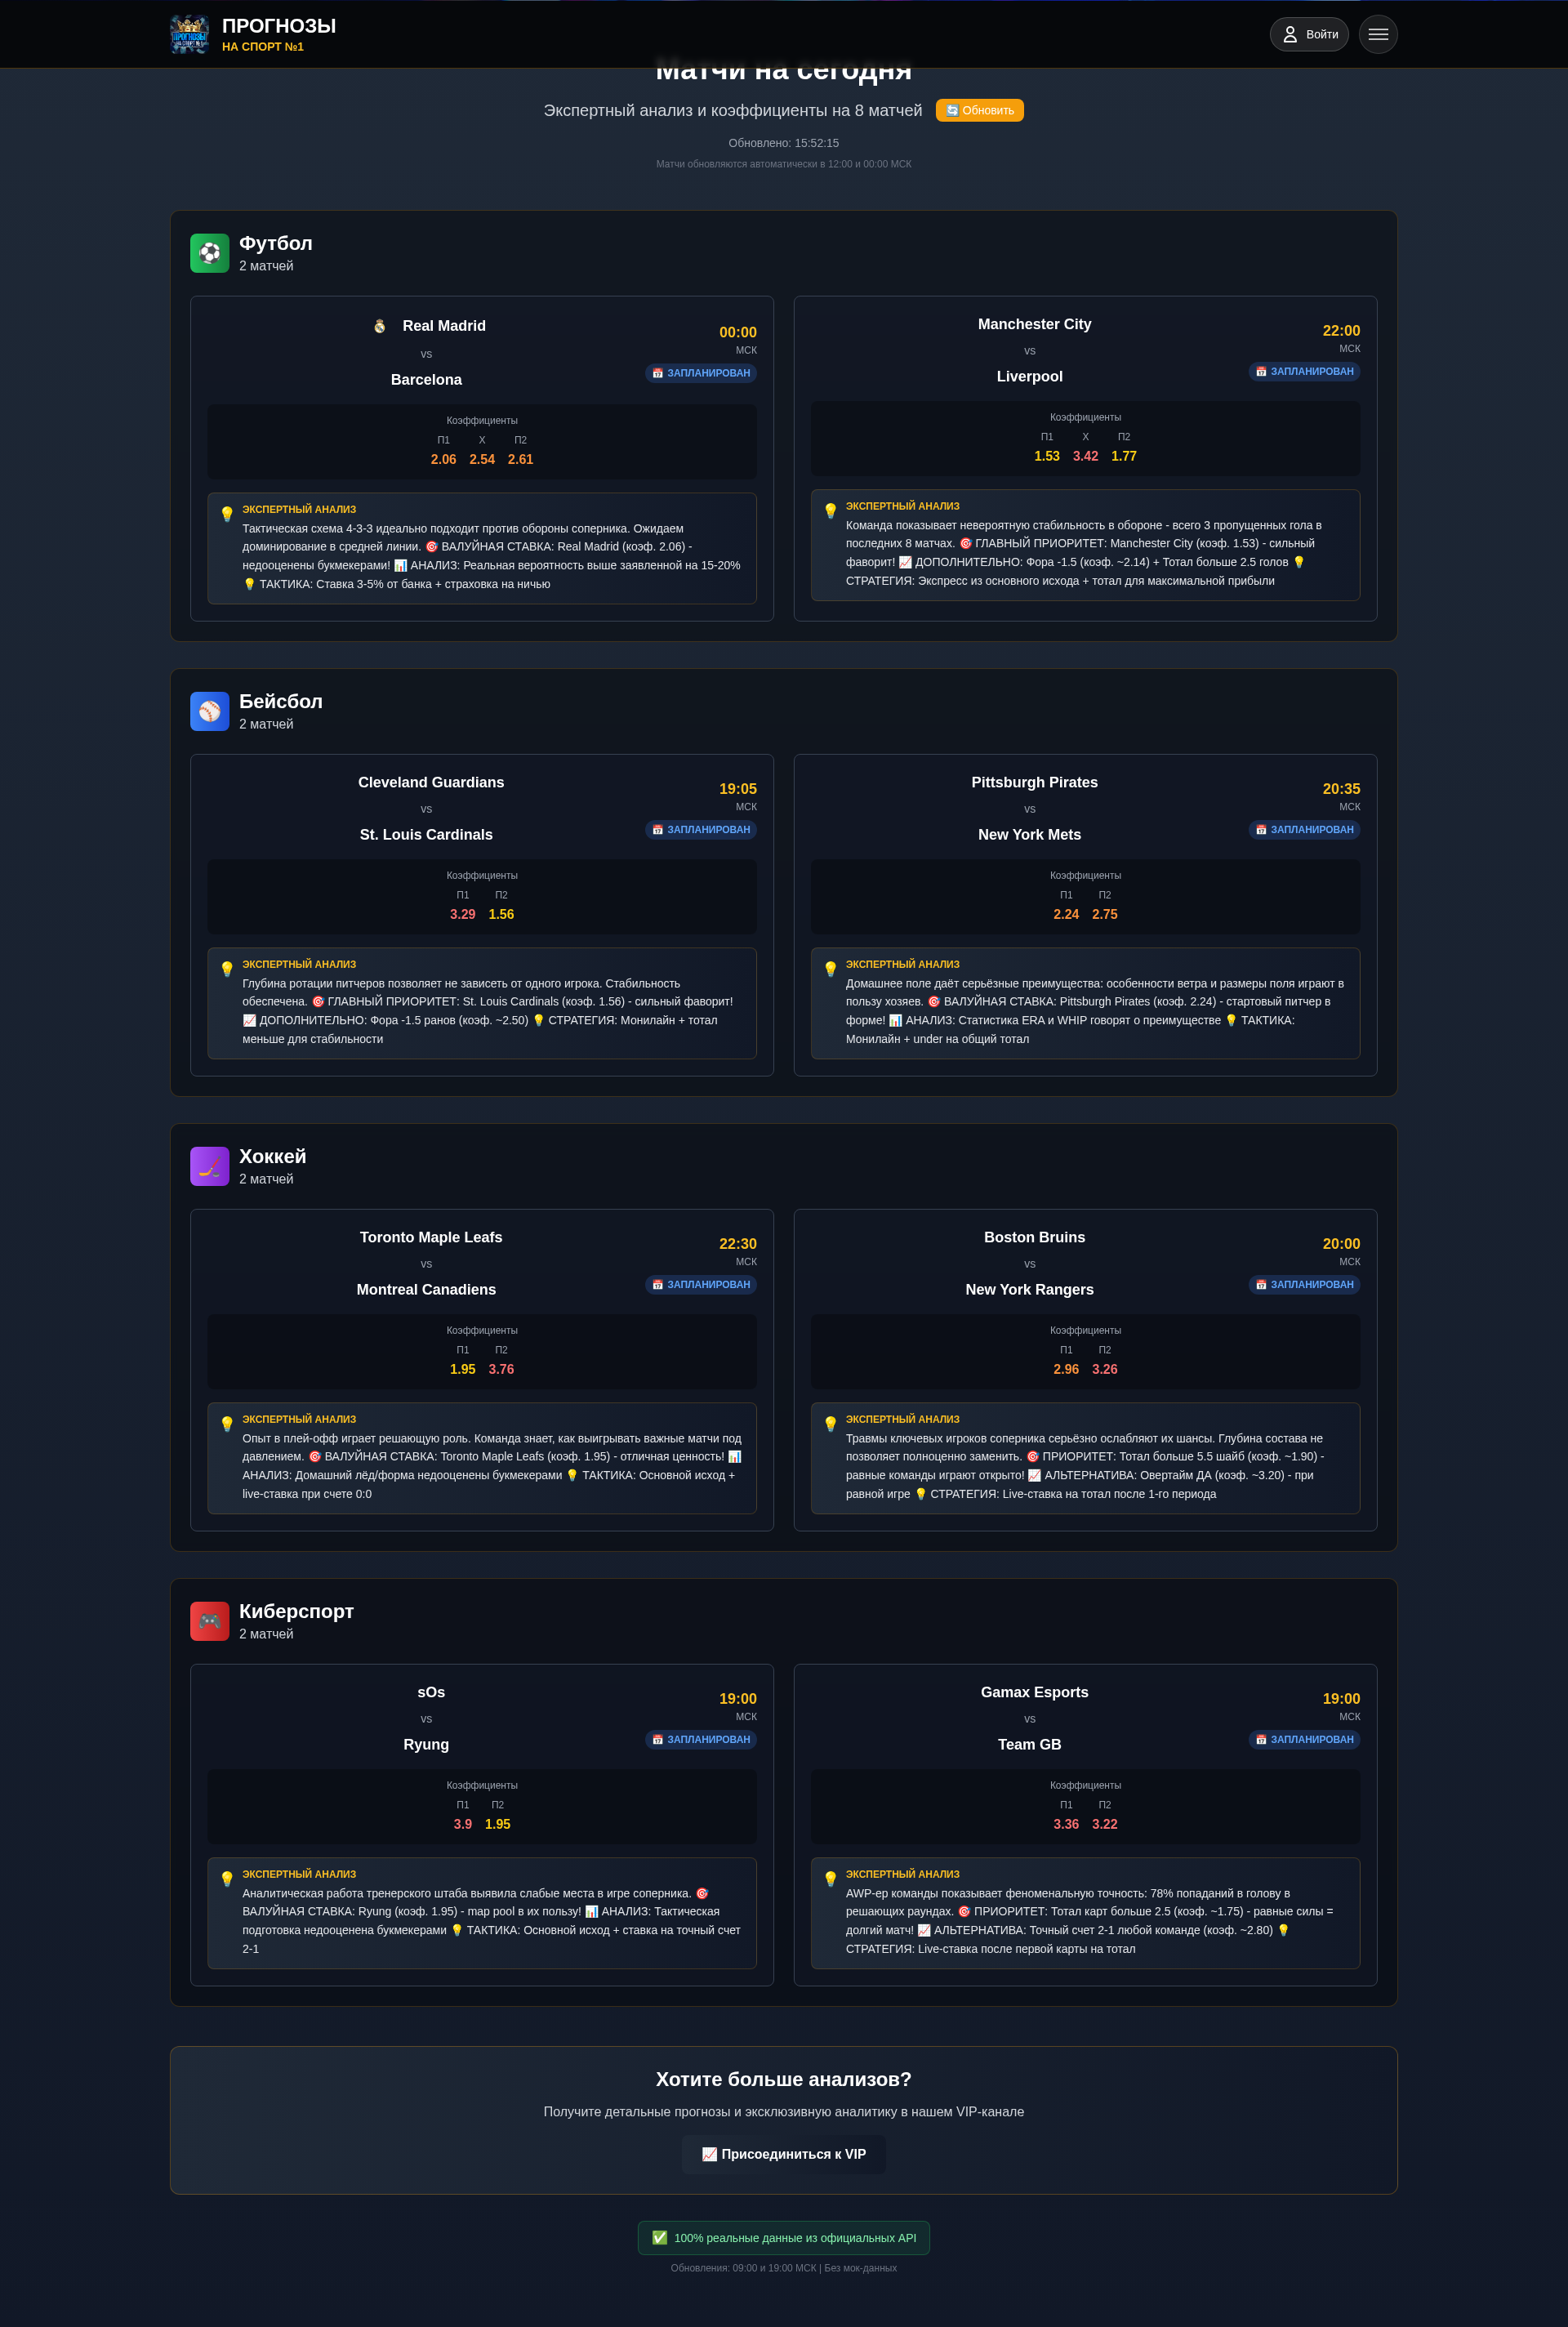 ПРОГНОЗЫ
НА СПОРТ №1
Войти
Матчи на сегодня
Экспертный анализ и коэффициенты на 8 матчей
🔄 Обновить
Обновлено: 15:52:15
Матчи обновляются автоматически в 12:00 и 00:00 МСК
Футбол
2 матчей
Real Madrid
vs
Barcelona
00:00
МСК
📅 ЗАПЛАНИРОВАН
Коэффициенты
П1 X П2
2.06 2.54 2.61
ЭКСПЕРТНЫЙ АНАЛИЗ
Тактическая схема 4-3-3 идеально подходит против обороны соперника. Ожидаем
доминирование в средней линии. 🎯 ВАЛУЙНАЯ СТАВКА: Real Madrid (коэф. 2.06) -
недооценены букмекерами! 📊 АНАЛИЗ: Реальная вероятность выше заявленной на 15-20%
💡 ТАКТИКА: Ставка 3-5% от банка + страховка на ничью
Manchester City
vs
Liverpool
22:00
МСК
📅 ЗАПЛАНИРОВАН
Коэффициенты
П1 X П2
1.53 3.42 1.77
ЭКСПЕРТНЫЙ АНАЛИЗ
Команда показывает невероятную стабильность в обороне - всего 3 пропущенных гола в
последних 8 матчах. 🎯 ГЛАВНЫЙ ПРИОРИТЕТ: Manchester City (коэф. 1.53) - сильный
фаворит! 📈 ДОПОЛНИТЕЛЬНО: Фора -1.5 (коэф. ~2.14) + Тотал больше 2.5 голов 💡
СТРАТЕГИЯ: Экспресс из основного исхода + тотал для максимальной прибыли
Бейсбол
2 матчей
Cleveland Guardians
vs
St. Louis Cardinals
19:05
МСК
📅 ЗАПЛАНИРОВАН
Коэффициенты
П1 П2
3.29 1.56
ЭКСПЕРТНЫЙ АНАЛИЗ
Глубина ротации питчеров позволяет не зависеть от одного игрока. Стабильность
обеспечена. 🎯 ГЛАВНЫЙ ПРИОРИТЕТ: St. Louis Cardinals (коэф. 1.56) - сильный фаворит!
📈 ДОПОЛНИТЕЛЬНО: Фора -1.5 ранов (коэф. ~2.50) 💡 СТРАТЕГИЯ: Монилайн + тотал
меньше для стабильности
Pittsburgh Pirates
vs
New York Mets
20:35
МСК
📅 ЗАПЛАНИРОВАН
Коэффициенты
П1 П2
2.24 2.75
ЭКСПЕРТНЫЙ АНАЛИЗ
Домашнее поле даёт серьёзные преимущества: особенности ветра и размеры поля играют в
пользу хозяев. 🎯 ВАЛУЙНАЯ СТАВКА: Pittsburgh Pirates (коэф. 2.24) - стартовый питчер в
форме! 📊 АНАЛИЗ: Статистика ERA и WHIP говорят о преимуществе 💡 ТАКТИКА:
Монилайн + under на общий тотал
Хоккей
2 матчей
Toronto Maple Leafs
vs
Montreal Canadiens
22:30
МСК
📅 ЗАПЛАНИРОВАН
Коэффициенты
П1 П2
1.95 3.76
ЭКСПЕРТНЫЙ АНАЛИЗ
Опыт в плей-офф играет решающую роль. Команда знает, как выигрывать важные матчи под
давлением. 🎯 ВАЛУЙНАЯ СТАВКА: Toronto Maple Leafs (коэф. 1.95) - отличная ценность! 📊
АНАЛИЗ: Домашний лёд/форма недооценены букмекерами 💡 ТАКТИКА: Основной исход +
live-ставка при счете 0:0
Boston Bruins
vs
New York Rangers
20:00
МСК
📅 ЗАПЛАНИРОВАН
Коэффициенты
П1 П2
2.96 3.26
ЭКСПЕРТНЫЙ АНАЛИЗ
Травмы ключевых игроков соперника серьёзно ослабляют их шансы. Глубина состава не
позволяет полноценно заменить. 🎯 ПРИОРИТЕТ: Тотал больше 5.5 шайб (коэф. ~1.90) -
равные команды играют открыто! 📈 АЛЬТЕРНАТИВА: Овертайм ДА (коэф. ~3.20) - при
равной игре 💡 СТРАТЕГИЯ: Live-ставка на тотал после 1-го периода
Киберспорт
2 матчей
sOs
vs
Ryung
19:00
МСК
📅 ЗАПЛАНИРОВАН
Коэффициенты
П1 П2
3.9 1.95
ЭКСПЕРТНЫЙ АНАЛИЗ
Аналитическая работа тренерского штаба выявила слабые места в игре соперника. 🎯
ВАЛУЙНАЯ СТАВКА: Ryung (коэф. 1.95) - map pool в их пользу! 📊 АНАЛИЗ: Тактическая
подготовка недооценена букмекерами 💡 ТАКТИКА: Основной исход + ставка на точный счет
2-1
Gamax Esports
vs
Team GB
19:00
МСК
📅 ЗАПЛАНИРОВАН
Коэффициенты
П1 П2
3.36 3.22
ЭКСПЕРТНЫЙ АНАЛИЗ
AWP-ер команды показывает феноменальную точность: 78% попаданий в голову в
решающих раундах. 🎯 ПРИОРИТЕТ: Тотал карт больше 2.5 (коэф. ~1.75) - равные силы =
долгий матч! 📈 АЛЬТЕРНАТИВА: Точный счет 2-1 любой команде (коэф. ~2.80) 💡
СТРАТЕГИЯ: Live-ставка после первой карты на тотал
Хотите больше анализов?
Получите детальные прогнозы и эксклюзивную аналитику в нашем VIP-канале
📈 Присоединиться к VIP
✅ 100% реальные данные из официальных API
Обновления: 09:00 и 19:00 МСК | Без мок-данных